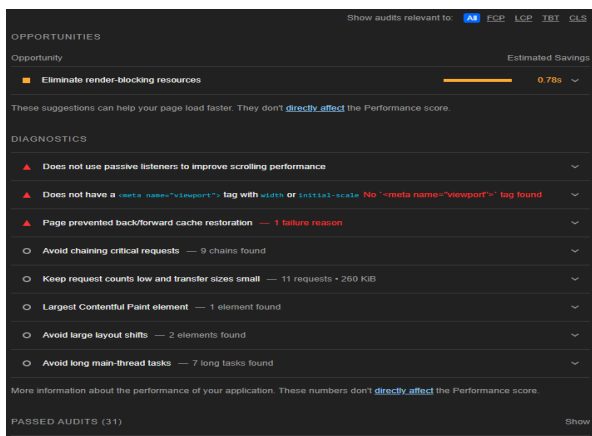 Show audits relevant to: All FCP LCP TBT CLS
OPPORTUNITIES
Opportunity Estimated Savings
Eliminate render-blocking resources 0.78s
These suggestions can help your page load faster. They don't directly affect the Performance score.
DIAGNOSTICS
Does not use passive listeners to improve scrolling performance
Does not have a <meta name="viewport"> tag with width or initial-scale No `<meta name="viewport">` tag found
Page prevented back/forward cache restoration — 1 failure reason
Avoid chaining critical requests — 9 chains found
Keep request counts low and transfer sizes small — 11 requests • 260 KiB
Largest Contentful Paint element — 1 element found
Avoid large layout shifts — 2 elements found
Avoid long main-thread tasks — 7 long tasks found
More information about the performance of your application. These numbers don't directly affect the Performance score.
PASSED AUDITS (31) Show